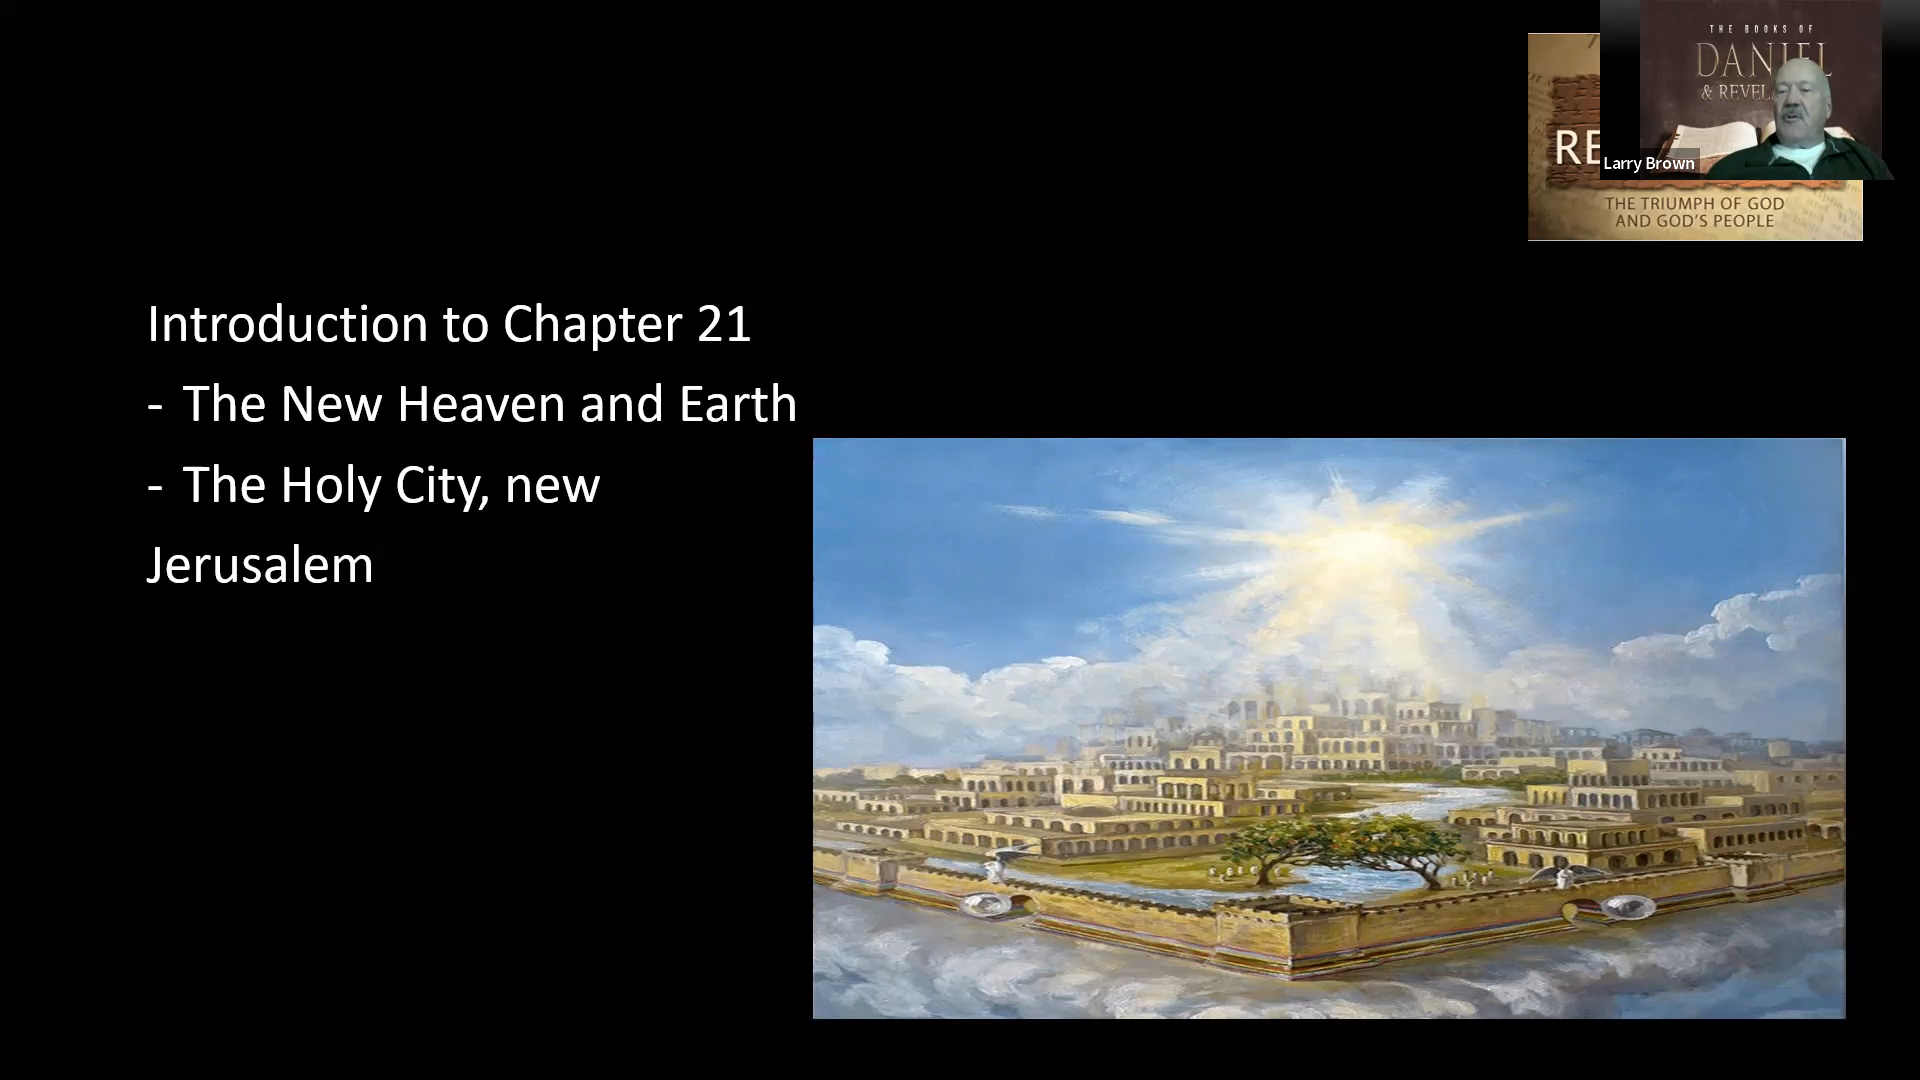 THE BOOKS OF
DANIEL
& REVEL
RE
Larry Brown
THE TRIUMPH OF GOD
AND GOD'S PEOPLE
Introduction to Chapter 21
- The New Heaven and Earth
- The Holy City, new
Jerusalem